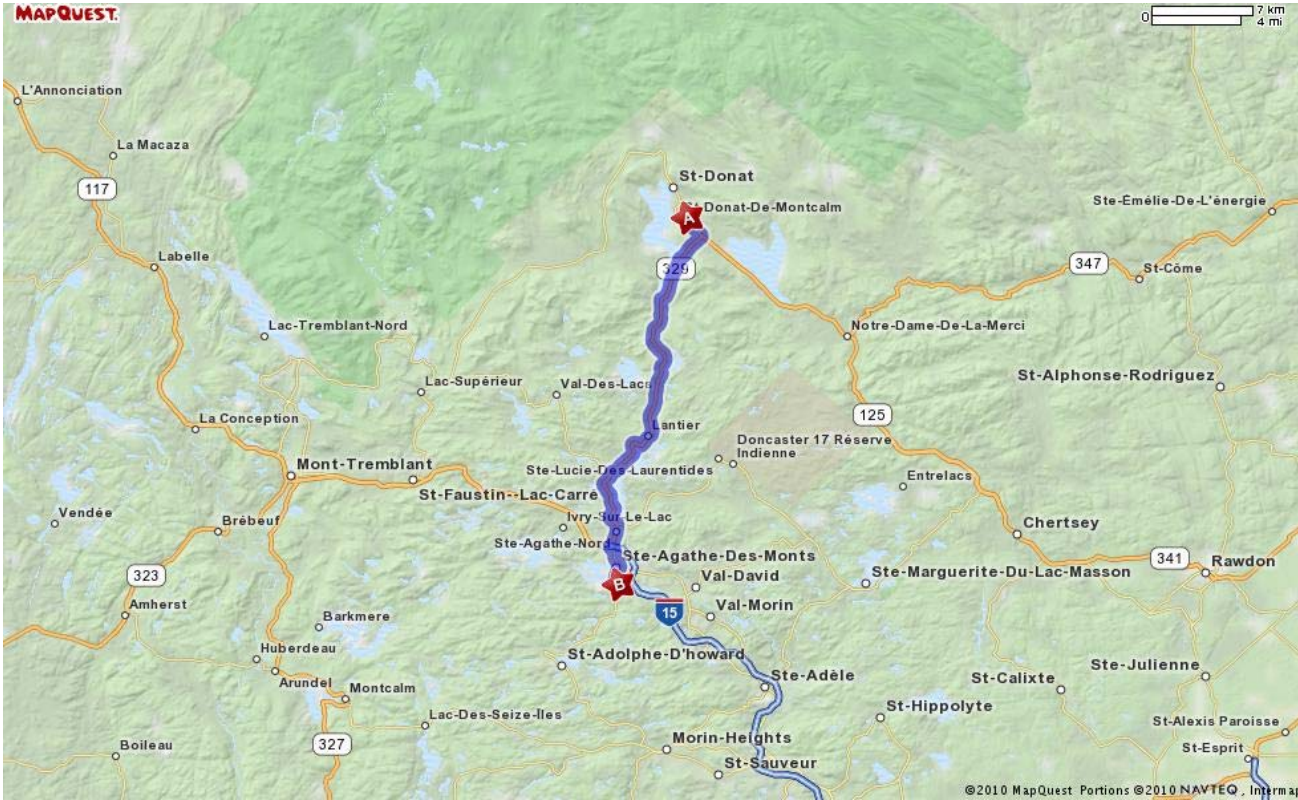 MAPQUEST.
0 7 km
4 mi
L'Annonciation
La Macaza
117
St-Donat
A
St-Donat-De-Montcalm
Ste-Émélie-De-L'énergie
329
347
St-Côme
Labelle
Lac-Tremblant-Nord
Notre-Dame-De-La-Merci
Lac-Supérieur
Val-Des-Lacs
St-Alphonse-Rodriguez
La Conception
125
Lantier
Doncaster 17 Réserve
Indienne
Mont-Tremblant
Ste-Lucie-Des-Laurentides
Entrelacs
St-Faustin--Lac-Carré
Vendée
Brébeuf
Ivry-Sur-Le-Lac
Chertsey
Ste-Agathe-Nord
Ste-Agathe-Des-Monts
341
Rawdon
323
B
Val-David
Ste-Marguerite-Du-Lac-Masson
Amherst
15
Val-Morin
Barkmere
Huberdeau
St-Adolphe-D'howard
Ste-Julienne
Arundel
Montcalm
Ste-Adèle
St-Calixte
Lac-Des-Seize-Îles
St-Hippolyte
St-Alexis Paroisse
Boileau
327
Morin-Heights
St-Esprit
St-Sauveur
©2010 MapQuest Portions ©2010 NAVTEQ, Intermap